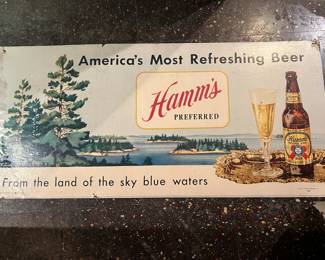 America's Most Refreshing Beer
Hamm's
PREFERRED
From the land of the sky blue waters